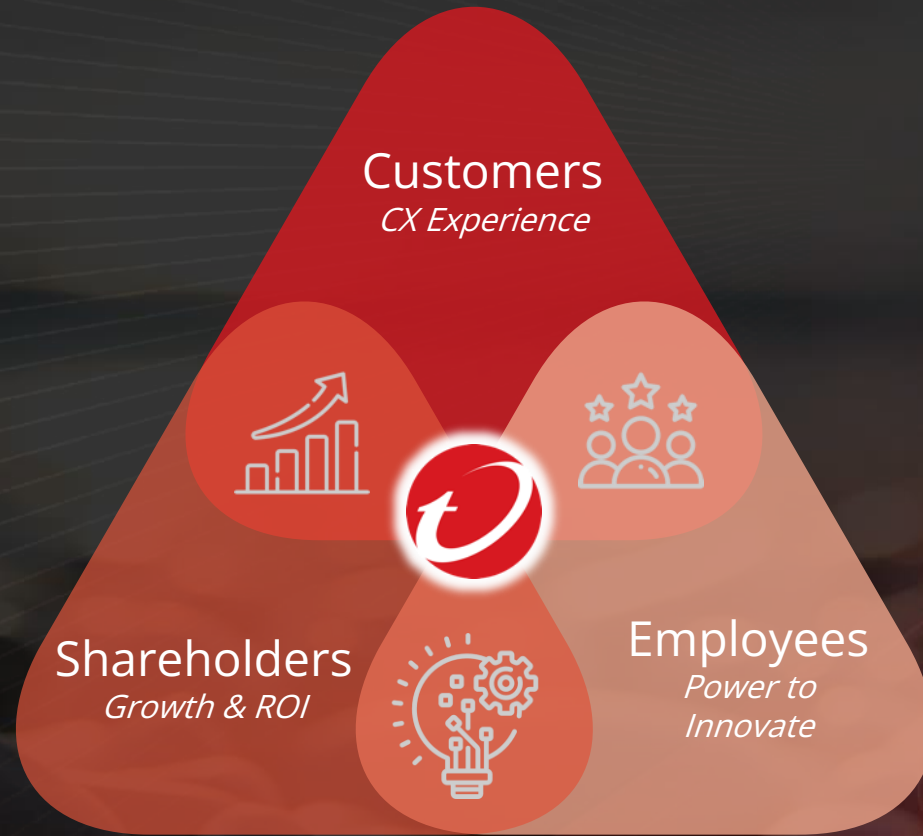 Customers
CX Experience
Shareholders
Growth & ROI
Employees
Power to
Innovate